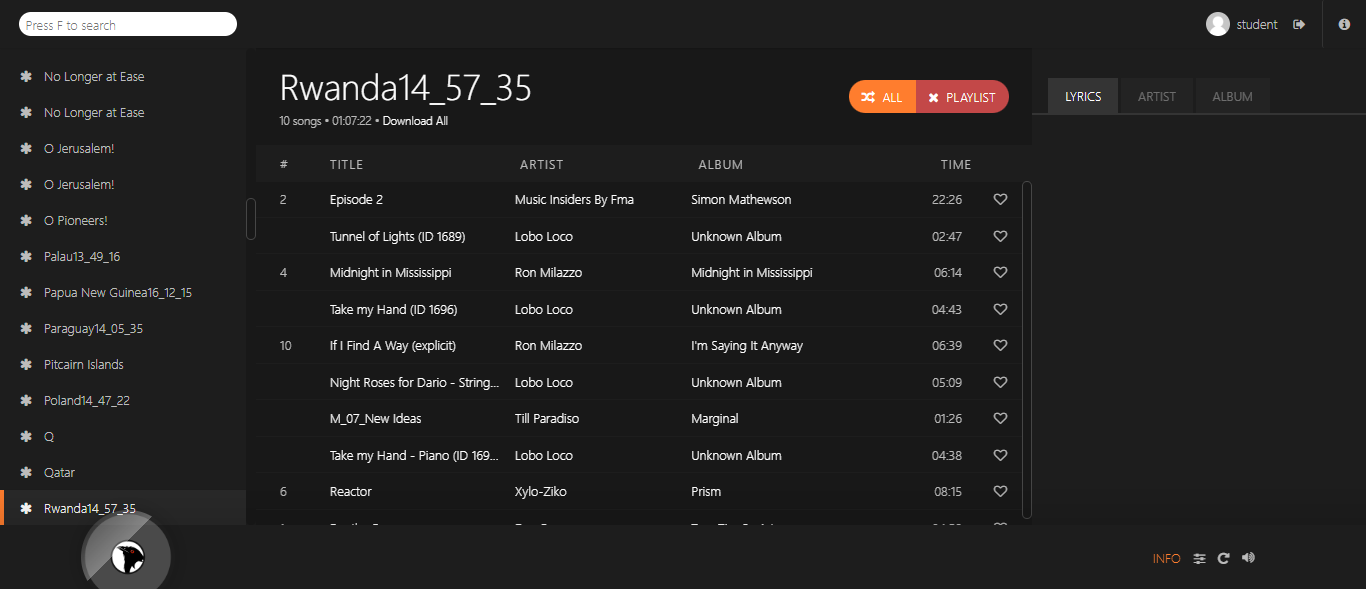 Press F to search
student
No Longer at Ease
No Longer at Ease
O Jerusalem!
O Jerusalem!
O Pioneers!
Palau13_49_16
Papua New Guinea16_12_15
Paraguay14_05_35
Pitcairn Islands
Poland14_47_22
Q
Qatar
Rwanda14_57_35
Rwanda14_57_35
10 songs • 01:07:22 • Download All
ALL PLAYLIST
# TITLE ARTIST ALBUM TIME
2 Episode 2 Music Insiders By Fma Simon Mathewson 22:26
Tunnel of Lights (ID 1689) Lobo Loco Unknown Album 02:47
4 Midnight in Mississippi Ron Milazzo Midnight in Mississippi 06:14
Take my Hand (ID 1696) Lobo Loco Unknown Album 04:43
10 If I Find A Way (explicit) Ron Milazzo I'm Saying It Anyway 06:39
Night Roses for Dario - String... Lobo Loco Unknown Album 05:09
M_07_New Ideas Till Paradiso Marginal 01:26
Take my Hand - Piano (ID 169... Lobo Loco Unknown Album 04:38
6 Reactor Xylo-Ziko Prism 08:15
LYRICS ARTIST ALBUM
INFO